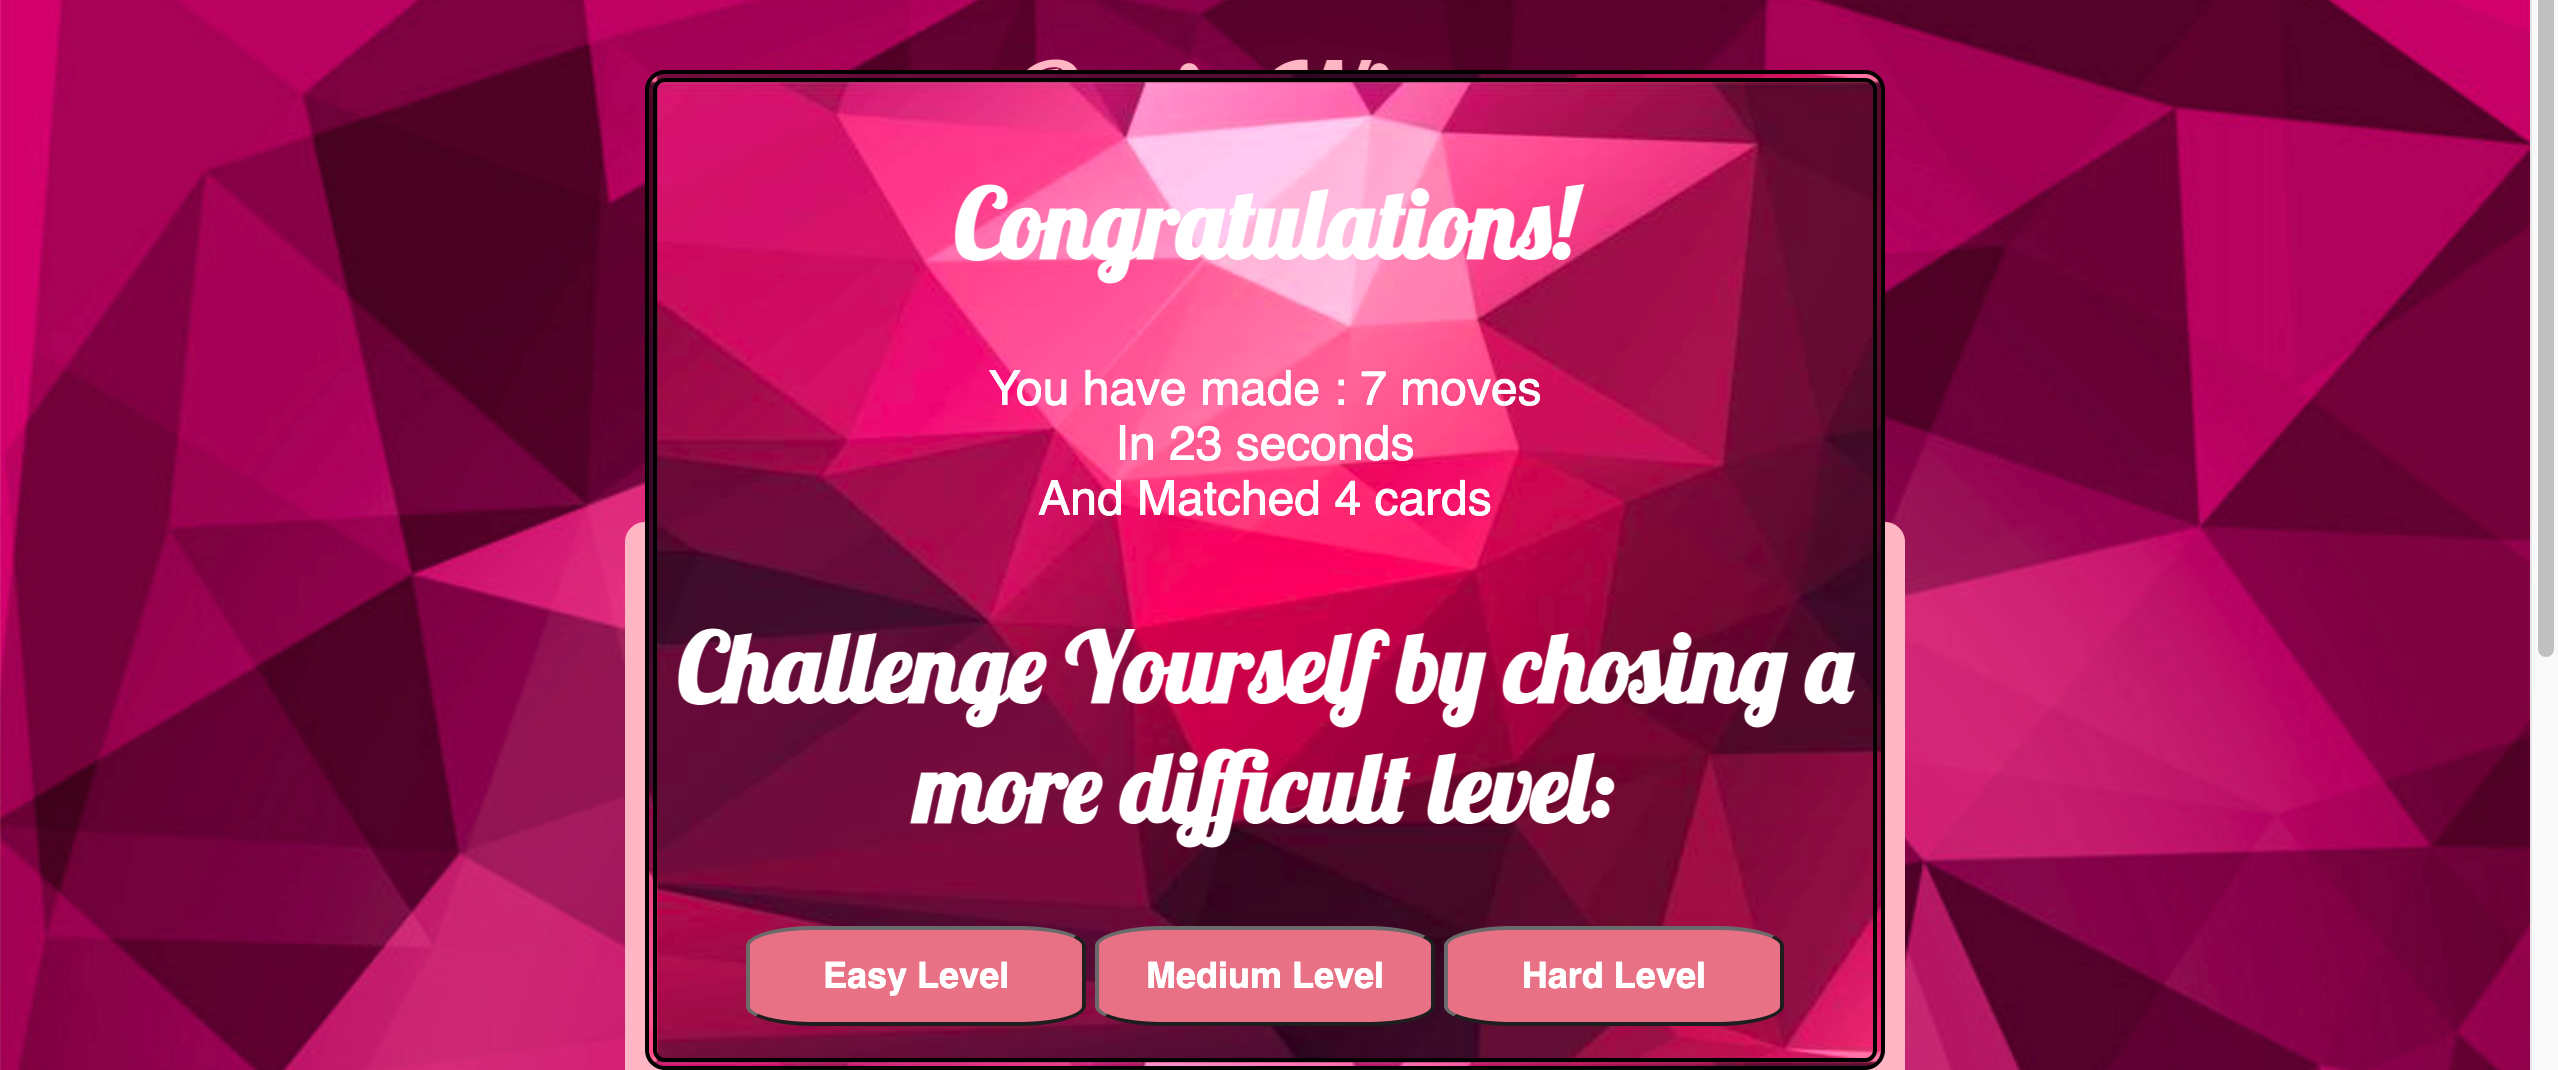 Congratulations!
You have made : 7 moves
In 23 seconds
And Matched 4 cards
Challenge Yourself by chosing a
more difficult level:
Easy Level
Medium Level
Hard Level